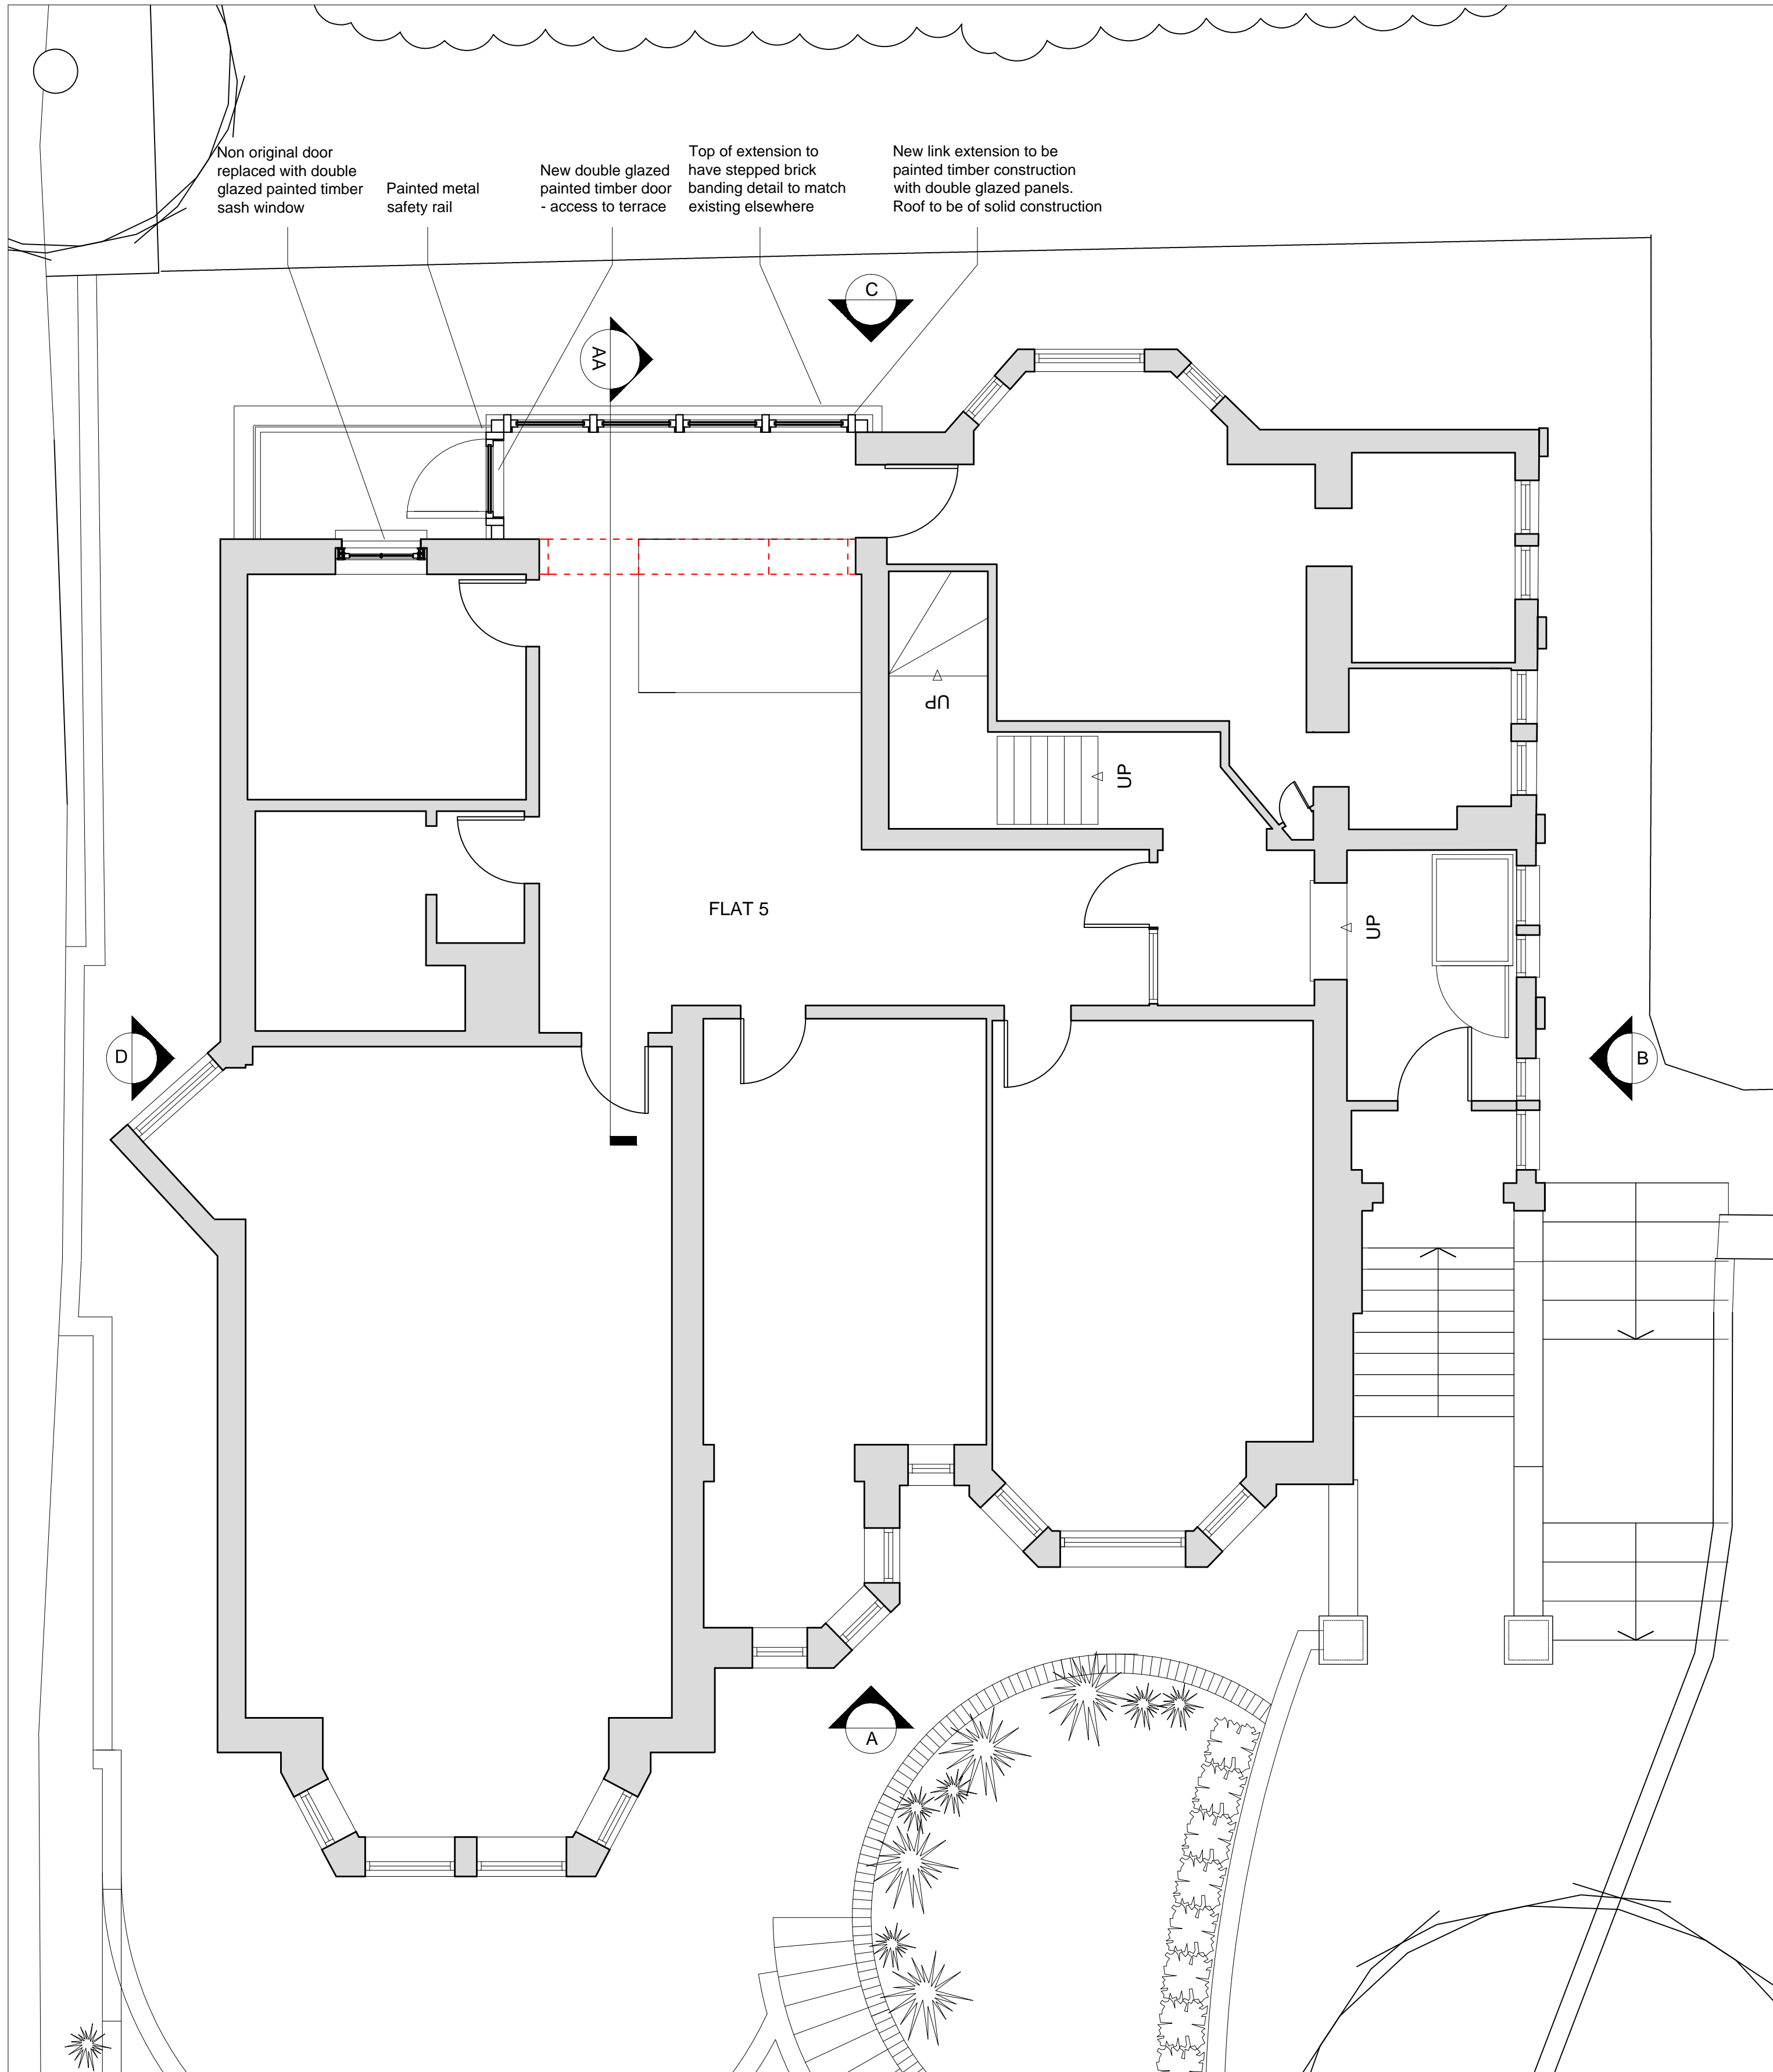 Non original door
replaced with double
glazed painted timber
sash window
Painted metal
safety rail
New double glazed
painted timber door
- access to terrace
Top of extension to
have stepped brick
banding detail to match
existing elsewhere
New link extension to be
painted timber construction
with double glazed panels.
Roof to be of solid construction
C
AA
UP
UP
FLAT 5
UP
D
B
A